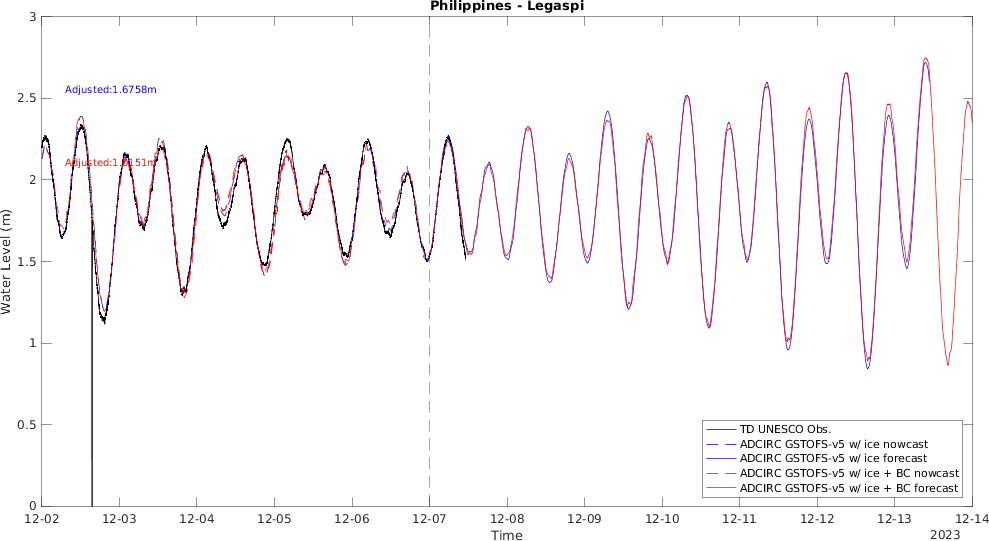 Philippines - Legaspi
3
Adjusted:1.6758m
2.5
2
1.5
1
0.5
0
Water Level (m)
TD UNESCO Obs.
ADCIRC GSTOFS-v5 w/ ice nowcast
ADCIRC GSTOFS-v5 w/ ice forecast
ADCIRC GSTOFS-v5 w/ ice + BC nowcast
ADCIRC GSTOFS-v5 w/ ice + BC forecast
12-02 12-03 12-04 12-05 12-06 12-07 12-08 12-09 12-10 12-11 12-12 12-13 12-14
Time
2023